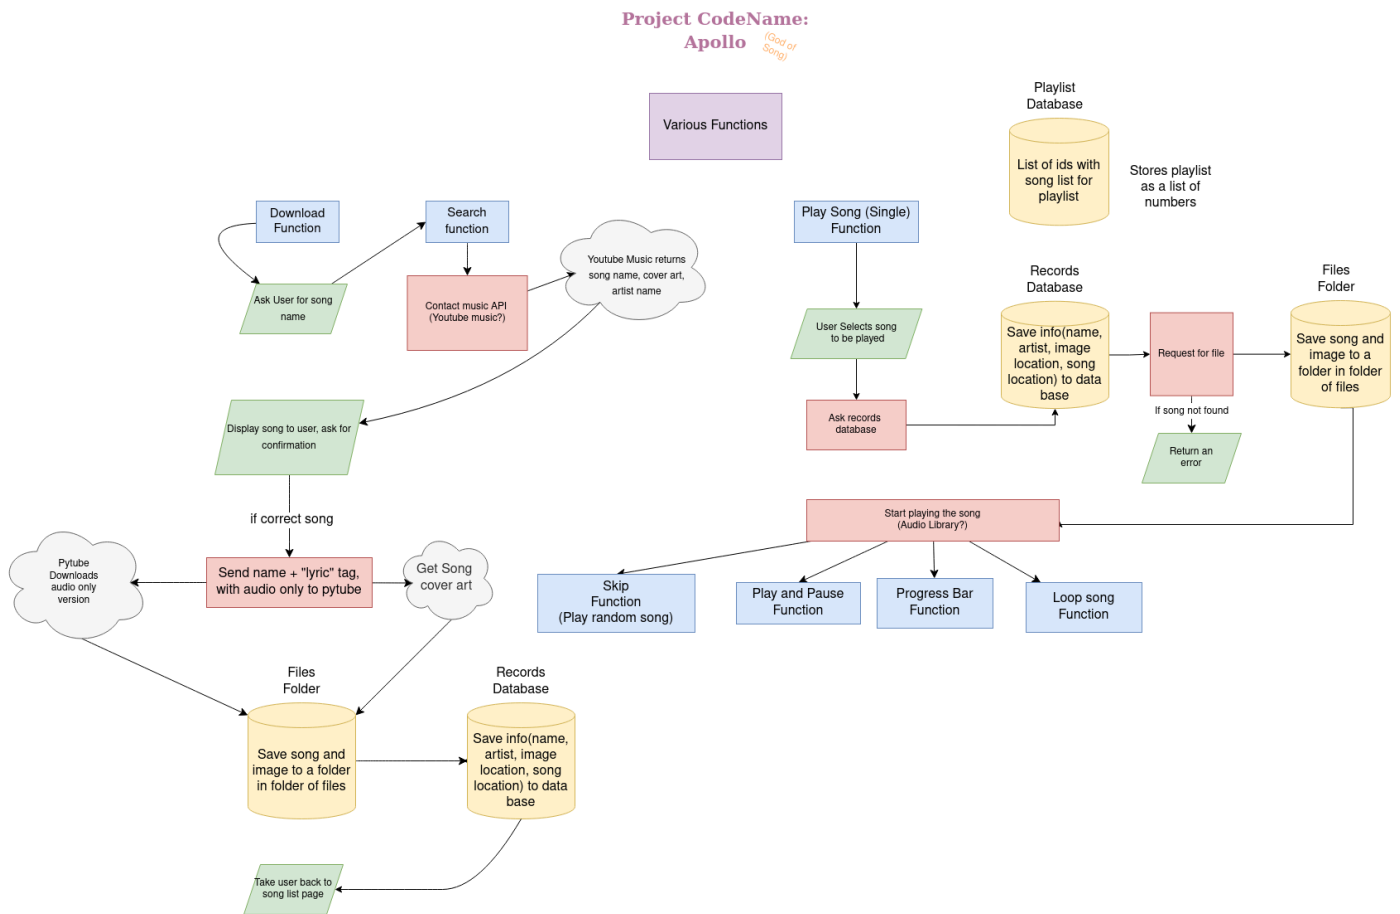 Project CodeName:
Apollo
(God of
Song)
Various Functions
Playlist
Database
List of ids with
song list for
playlist
Stores playlist
as a list of
numbers
Download
Function
Search
function
Ask User for song
name
Contact music API
(Youtube music?)
Youtube Music returns
song name, cover art,
artist name
Display song to user, ask for
confirmation
if correct song
Send name + "lyric" tag,
with audio only to pytube
Pytube
Downloads
audio only
version
Get Song
cover art
Files
Folder
Save song and
image to a folder
in folder of files
Records
Database
Save info(name,
artist, image
location, song
location) to data
base
Take user back to
song list page
Play Song (Single)
Function
User Selects song
to be played
Ask records
database
Records
Database
Save info(name,
artist, image
location, song
location) to data
base
Request for file
If song not found
Return an
error
Files
Folder
Save song and
image to a
folder in folder
of files
Start playing the song
(Audio Library?)
Skip
Function
(Play random song)
Play and Pause
Function
Progress Bar
Function
Loop song
Function